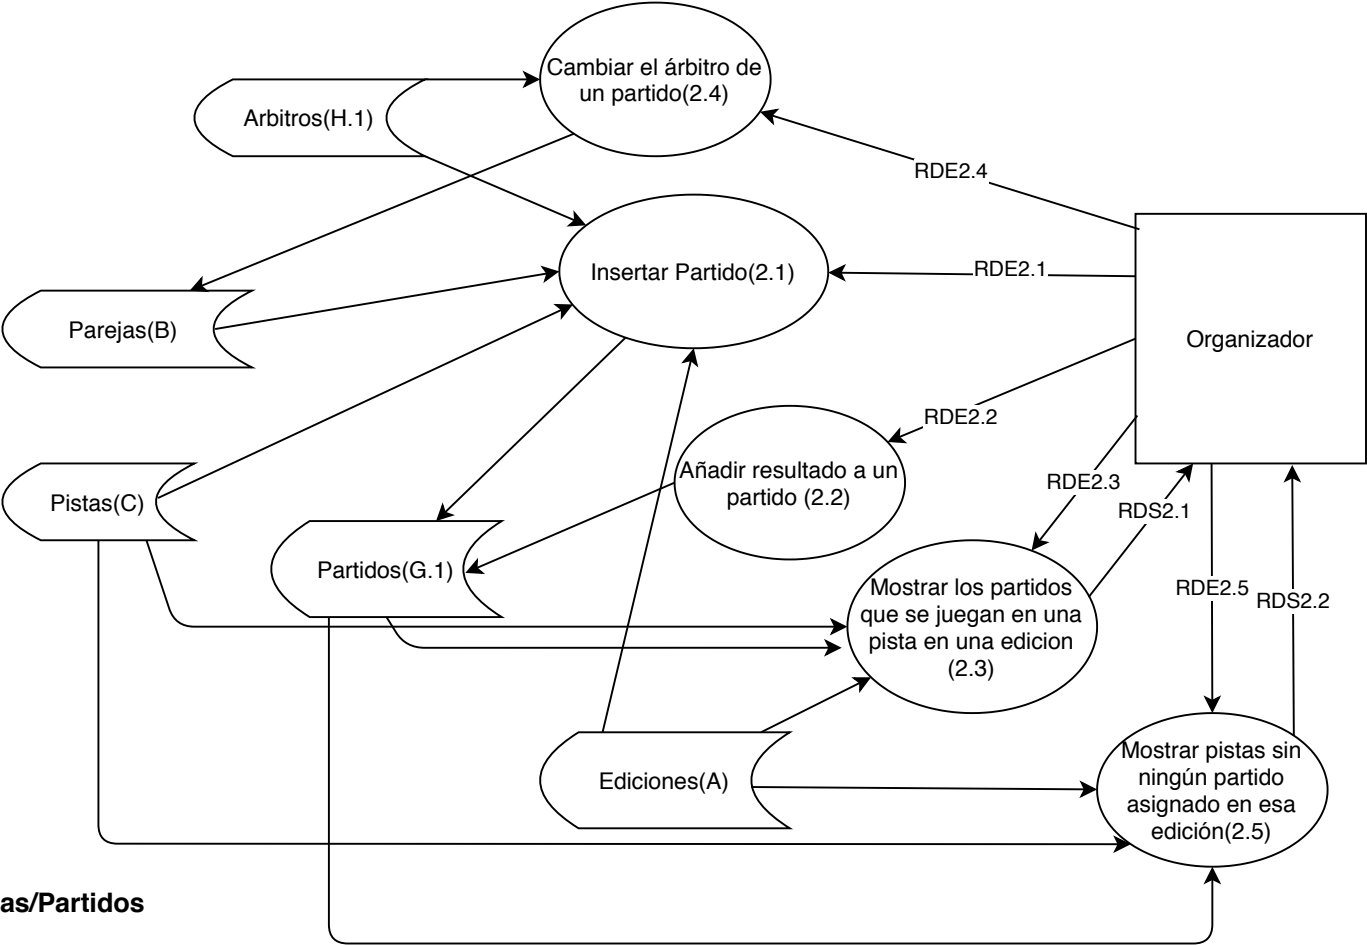 Cambiar el árbitro de
un partido(2.4)
Arbitros(H.1)
RDE2.4
Insertar Partido(2.1)
RDE2.1
Parejas(B)
Organizador
RDE2.2
Añadir resultado a un
partido (2.2)
Pistas(C)
RDE2.3
RDS2.1
Partidos(G.1)
Mostrar los partidos
que se juegan en una
pista en una edicion
(2.3)
RDE2.5
RDS2.2
Ediciones(A)
Mostrar pistas sin
ningún partido
asignado en esa
edición(2.5)
as/Partidos